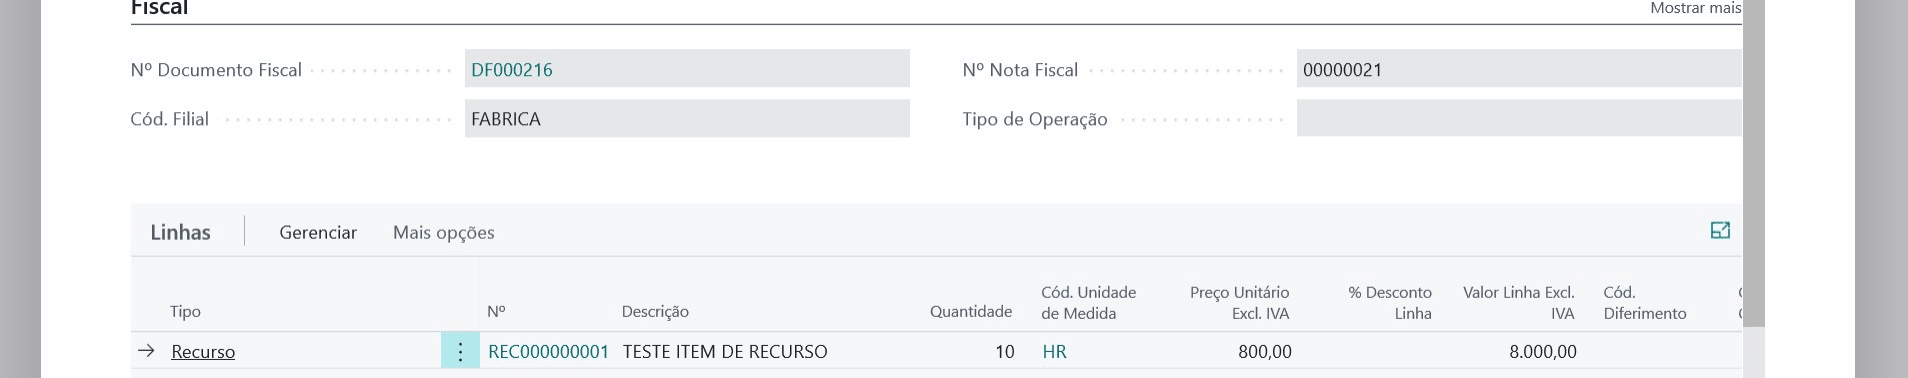 Fiscal Mostrar mais
Nº Documento Fiscal DF000216 Nº Nota Fiscal 00000021
Cód. Filial FABRICA Tipo de Operação
Linhas Gerenciar Mais opções
Tipo Nº Descrição Quantidade Cód. Unidade de Medida Preço Unitário Excl. IVA % Desconto Linha Valor Linha Excl. IVA Cód. Diferimento
Recurso REC000000001 TESTE ITEM DE RECURSO 10 HR 800,00 8.000,00